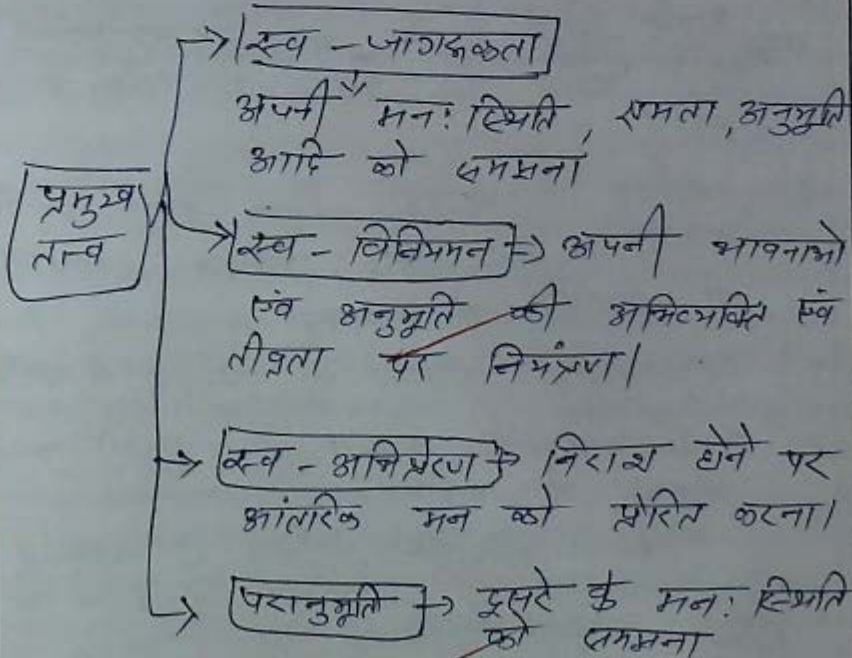 स्व - जागरूकता
अपनी मन: स्थिति, क्षमता, अनुभूति
आदि को समझना
प्रमुख
तत्व
स्व - विनियमन → अपनी भावनाओ
एवं अनुभूति की अभिव्यक्ति एवं
तीव्रता पर नियंत्रण।
स्व - अभिप्रेरण → निराश होने पर
आंतरिक मन को प्रेरित करना।
परानुभूति → दूसरे के मन: स्थिति
को समझना